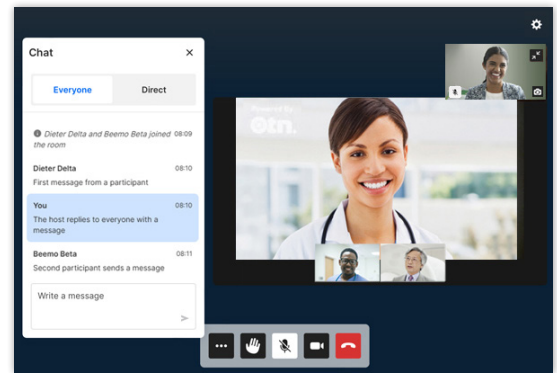 Chat
Everyone
Direct
Dieter Delta and Beemo Beta joined 08:09
the room
Dieter Delta 08:10
First message from a participant
You 08:10
The host replies to everyone with a
message
Beemo Beta 08:11
Second participant sends a message
Write a message
Powered by
otn.